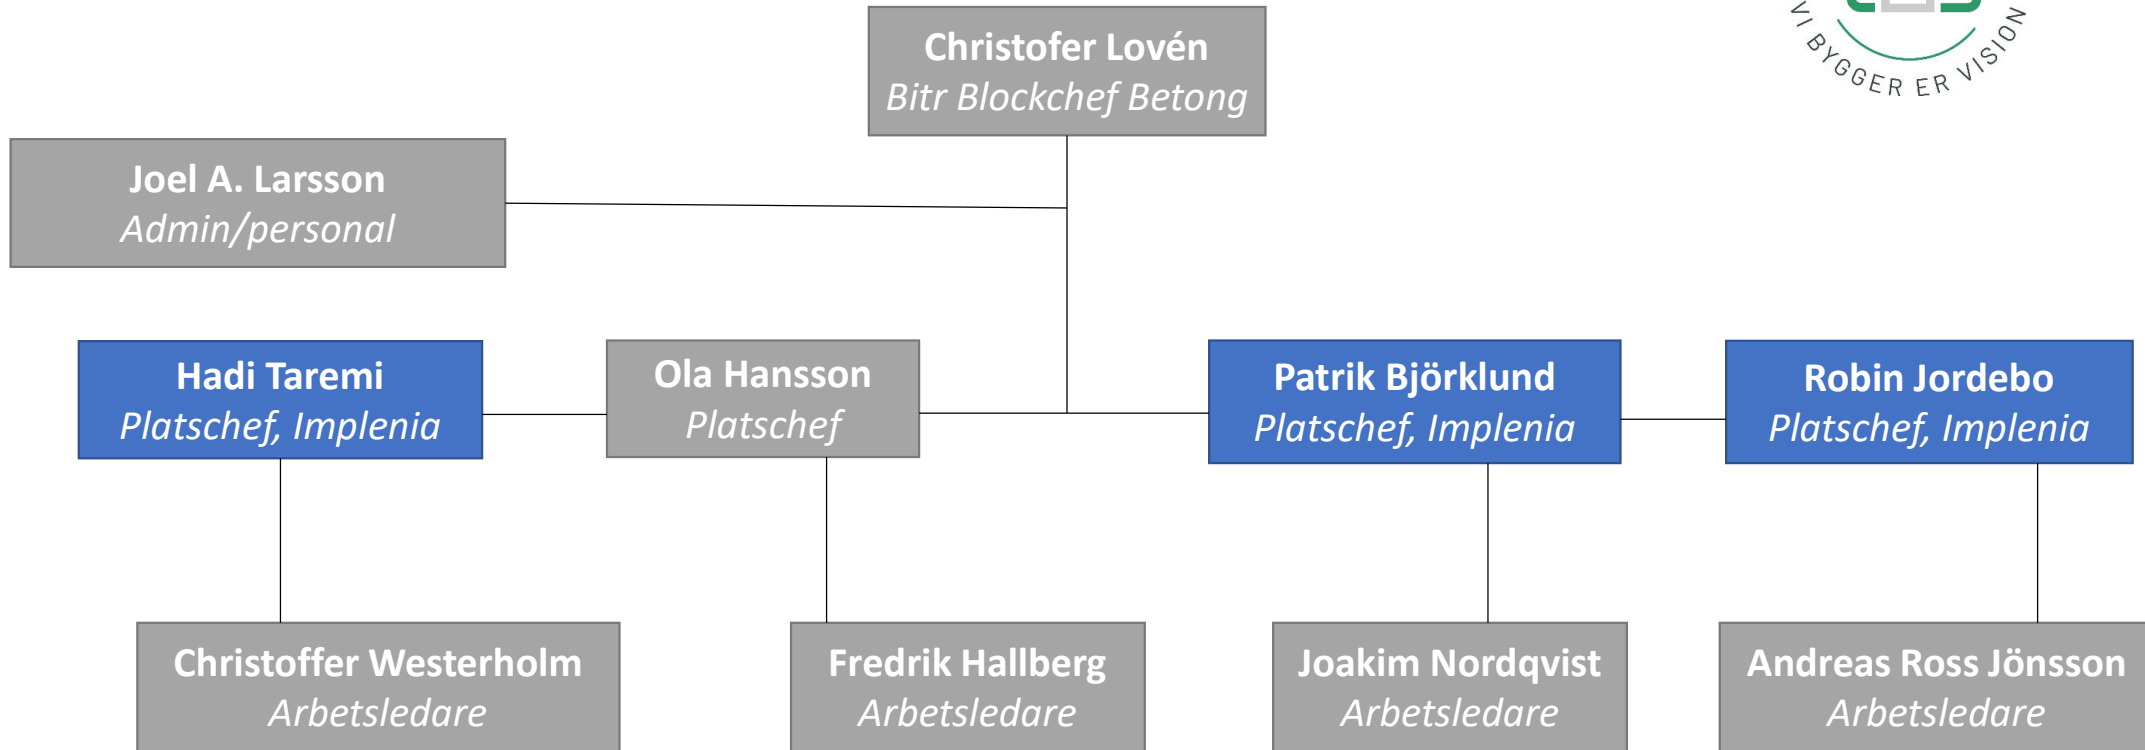 Christofer Lovén
Bitr Blockchef Betong
VI BYGGER ER VISION
Joel A. Larsson
Admin/personal
Hadi Taremi
Platschef, Implenia
Ola Hansson
Platschef
Patrik Björklund
Platschef, Implenia
Robin Jordebo
Platschef, Implenia
Christoffer Westerholm
Arbetsledare
Fredrik Hallberg
Arbetsledare
Joakim Nordqvist
Arbetsledare
Andreas Ross Jönsson
Arbetsledare